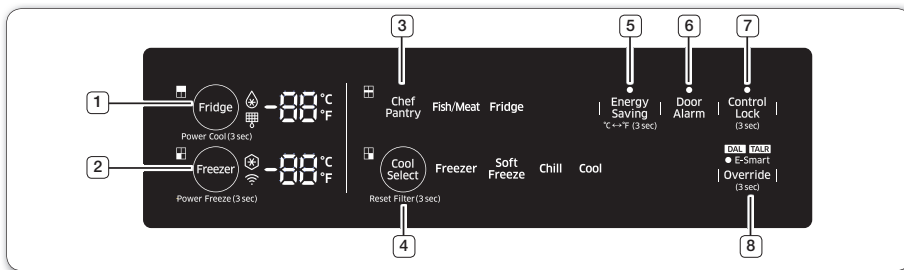 3
5
6
7
1
Fridge
-88 °C
°F
Power Cool (3 sec)
Chef
Pantry
Fish/Meat Fridge
Energy
Saving
°C↔°F (3 sec)
Door
Alarm
Control
Lock
(3 sec)
2
Freezer
-88 °C
°F
Power Freeze (3 sec)
Cool
Select
Reset Filter (3 sec)
Freezer
Soft
Freeze
Chill
Cool
DAL TALR
E-Smart
Override
(3 sec)
4
8